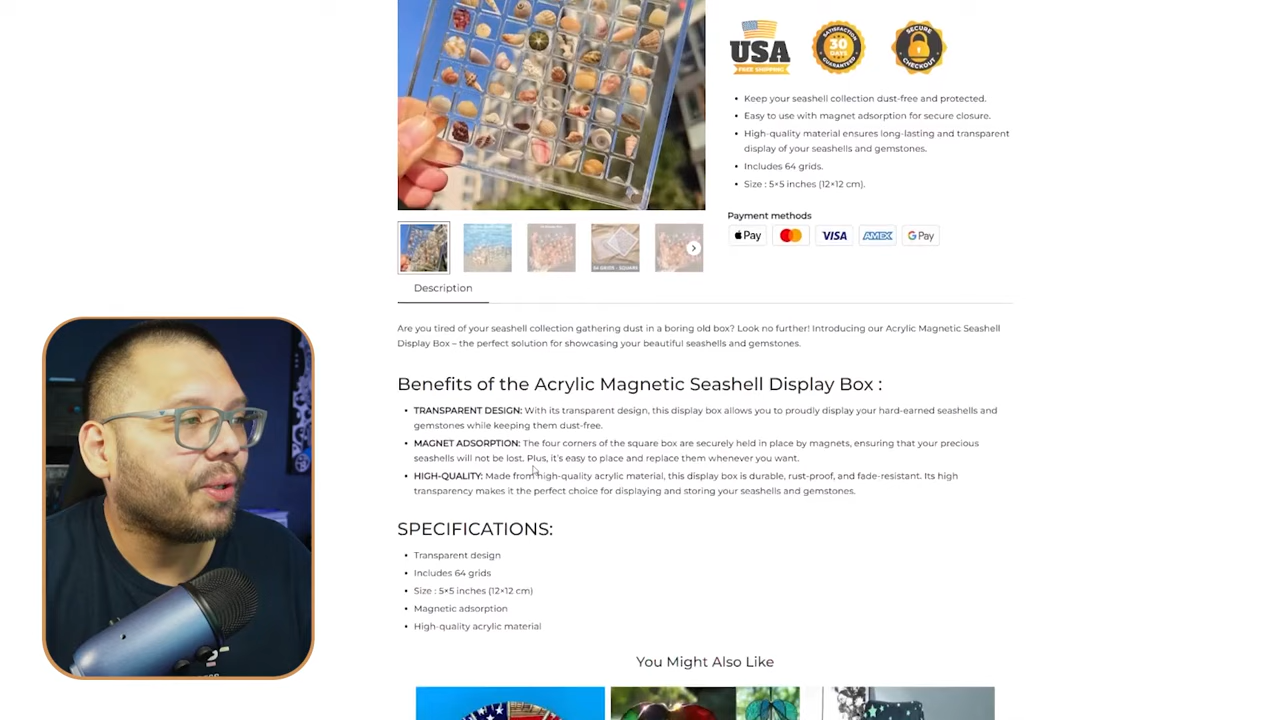 USA
FREE SHIPPING
SATISFACTION
30
DAYS
GUARANTEED
SECURE
CHECKOUT
• Keep your seashell collection dust-free and protected.
• Easy to use with magnet adsorption for secure closure.
• High-quality material ensures long-lasting and transparent
display of your seashells and gemstones.
• Includes 64 grids.
• Size : 5×5 inches (12×12 cm).
Payment methods
Pay
VISA
AMEX
G Pay
64 GRIDS - SQUARE
Description
Are you tired of your seashell collection gathering dust in a boring old box? Look no further! Introducing our Acrylic Magnetic Seashell
Display Box – the perfect solution for showcasing your beautiful seashells and gemstones.
Benefits of the Acrylic Magnetic Seashell Display Box :
• TRANSPARENT DESIGN: With its transparent design, this display box allows you to proudly display your hard-earned seashells and
gemstones while keeping them dust-free.
• MAGNET ADSORPTION: The four corners of the square box are securely held in place by magnets, ensuring that your precious
seashells will not be lost. Plus, it's easy to place and replace them whenever you want.
• HIGH-QUALITY: Made from high-quality acrylic material, this display box is durable, rust-proof, and fade-resistant. Its high
transparency makes it the perfect choice for displaying and storing your seashells and gemstones.
SPECIFICATIONS:
• Transparent design
• Includes 64 grids
• Size : 5×5 inches (12×12 cm)
• Magnetic adsorption
• High-quality acrylic material
You Might Also Like